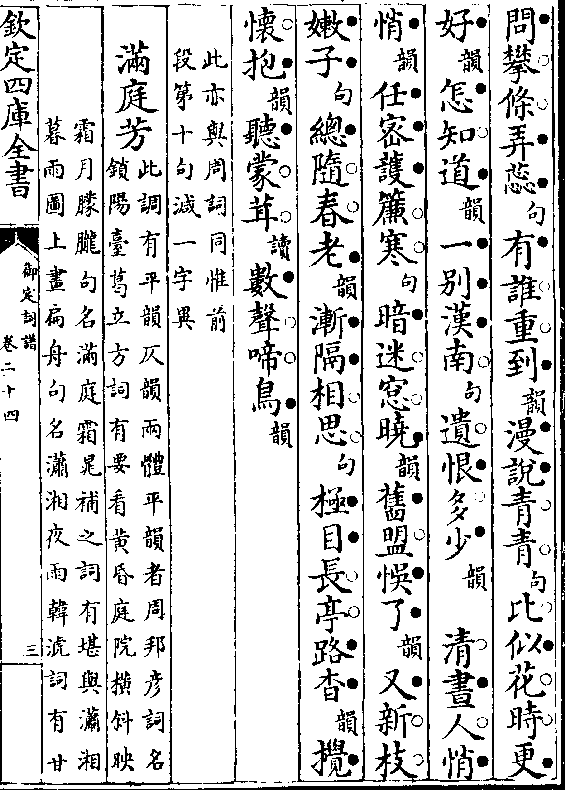 問攀條弄蕊句有誰重到韻漫說青青句比似花時更
好韻怎知道韻一別漢南句遺恨多少韻　清晝人悄
悄韻任宻護簾寒句暗迷窓曉韻舊盟悞了韻又新枝
嫩子句總隨春老韻漸隔相思句極目長亭路杳韻攪
懷抱韻聽蒙茸讀數聲啼鳥韻
此亦與周詞同惟前
段第十句減一字異
滿庭芳
此調有平韻仄韻兩體平韻者周邦彦詞名
鎖陽臺葛立方詞有要看黄昏庭院横斜映
霜月朦朧句名滿庭霜晁補之詞有堪與瀟湘
暮雨圖上畫扁舟句名瀟湘夜雨韓淲詞有甘
欽定四庫全書
御定詞譜
卷二十四
三